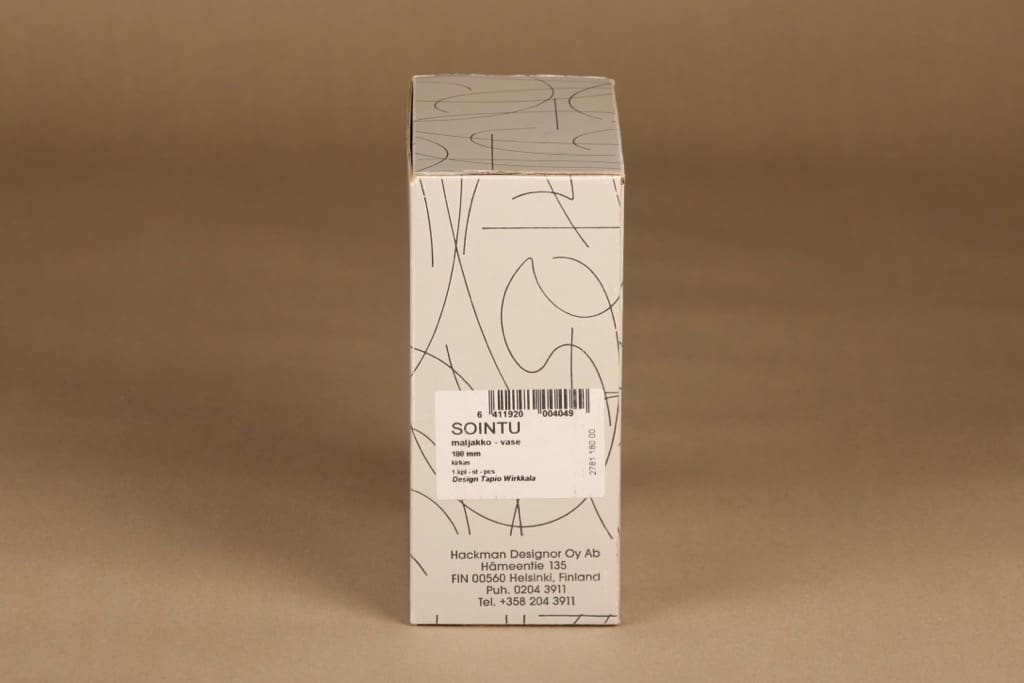 6 411920 004049
SOINTU
maljakko - vase
180 mm
kirkas
1 kpl - st - pcs
Design Tapio Wirkkala
2781 180 00
Hackman Designor Oy Ab
Hämeentie 135
FIN 00560 Helsinki, Finland
Puh. 0204 3911
Tel. +358 204 3911